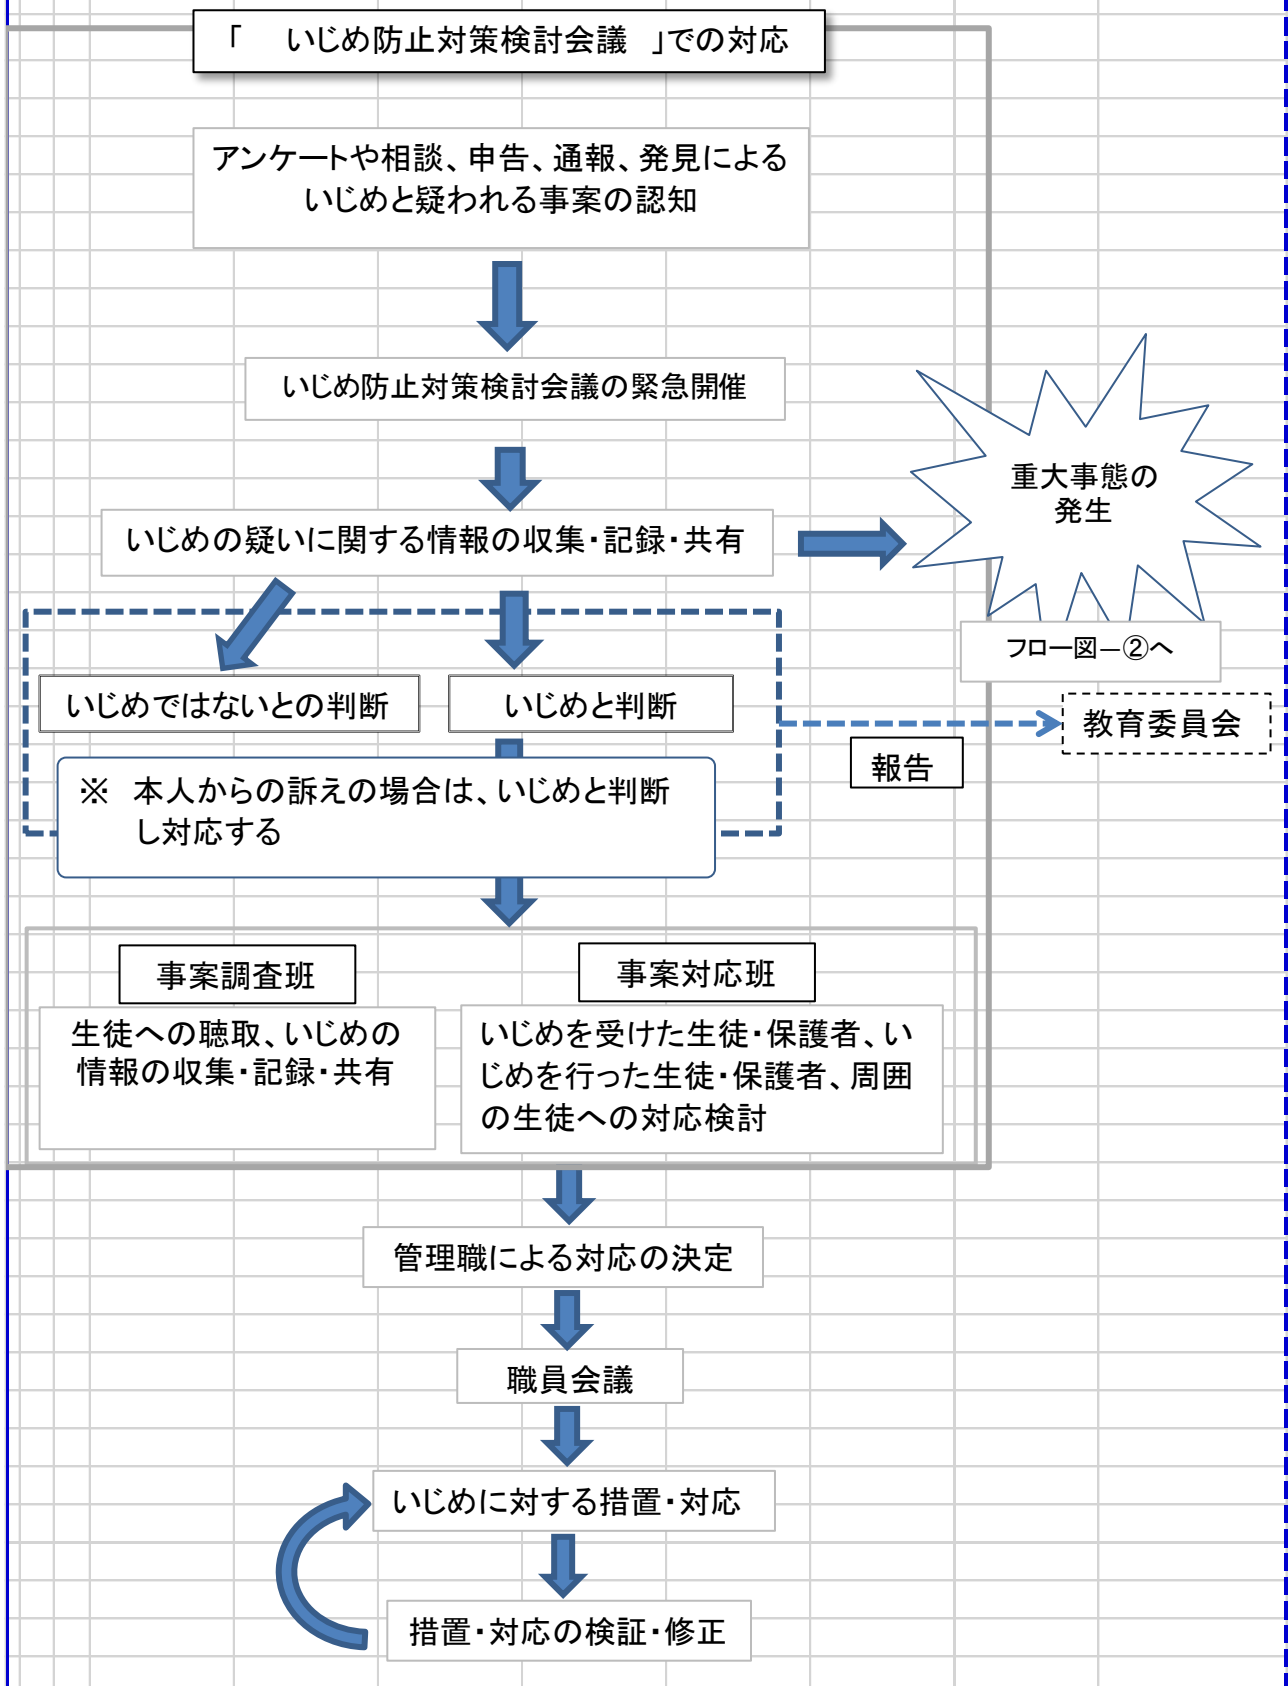 「　いじめ防止対策検討会議　」での対応
アンケートや相談、申告、通報、発見による
いじめと疑われる事案の認知
いじめ防止対策検討会議の緊急開催
重大事態の
発生
いじめの疑いに関する情報の収集・記録・共有
フロー図―②へ
いじめではないとの判断
いじめと判断
教育委員会
報告
※　本人からの訴えの場合は、いじめと判断
し対応する
事案調査班
生徒への聴取、いじめの
情報の収集・記録・共有
事案対応班
いじめを受けた生徒・保護者、い
じめを行った生徒・保護者、周囲
の生徒への対応検討
管理職による対応の決定
職員会議
いじめに対する措置・対応
措置・対応の検証・修正